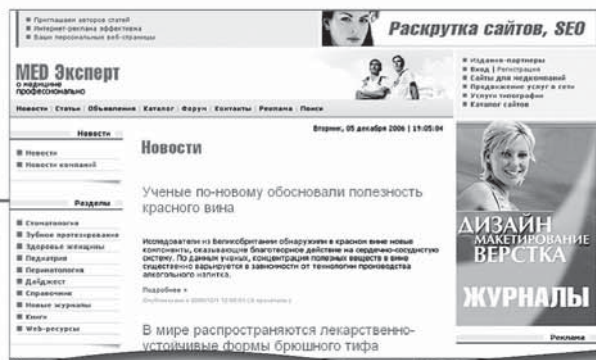 Приглашаем авторов статей
Интернет-реклама эффективна
Ваши персональные веб-страницы
Раскрутка сайтов, SEO
MED Эксперт
о медицине
профессионально
Издания-партнеры
Вход | Регистрация
Сайты для медкомпаний
Продвижение услуг в сети
Услуги типографии
Каталог сайтов
Новости | Статьи | Объявления | Каталог | Форум | Контакты | Реклама | Поиск
Вторник, 05 декабря 2006 | 19:05:04
Новости
Новости
Новости компаний
Разделы
Стоматология
Зубное протезирование
Здоровье женщины
Педиатрия
Перинатология
Дайджест
Справочник
Новые журналы
Книги
Web-ресурсы
Новости
Ученые по-новому обосновали полезность
красного вина
Исследователи из Великобритании обнаружили в красном вине новые
компоненты, оказывающие благотворное действие на сердечно-сосудистую
систему. По данным ученых, концентрация полезных веществ в вине
существенно варьируется в зависимости от технологии производства
алкогольного напитка.
Подробнее »
В мире распространяются лекарственно-
устойчивые формы брюшного тифа
ДИЗАЙН
МАКЕТИРОВАНИЕ
ВЕРСТКА
ЖУРНАЛЫ
Реклама